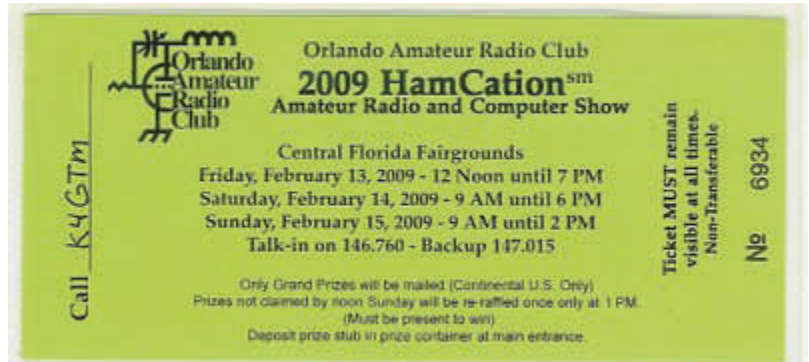 Call K4GTM
Orlando
Amateur
Radio
Club
Orlando Amateur Radio Club
2009 HamCation℠
Amateur Radio and Computer Show
Central Florida Fairgrounds
Friday, February 13, 2009 - 12 Noon until 7 PM
Saturday, February 14, 2009 - 9 AM until 6 PM
Sunday, February 15, 2009 - 9 AM until 2 PM
Talk-in on 146.760 - Backup 147.015
Only Grand Prizes will be mailed (Continental U.S. Only)
Prizes not claimed by noon Sunday will be re-raffled once only at 1 PM.
(Must be present to win)
Deposit prize stub in prize container at main entrance.
Ticket MUST remain
visible at all times.
Non-Transferable
№ 6934